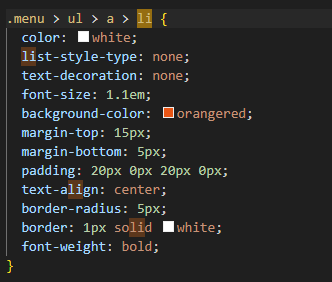 .menu > ul > a > li {
color: white;
list-style-type: none;
text-decoration: none;
font-size: 1.1em;
background-color: orangered;
margin-top: 15px;
margin-bottom: 5px;
padding: 20px 0px 20px 0px;
text-align: center;
border-radius: 5px;
border: 1px solid white;
font-weight: bold;
}